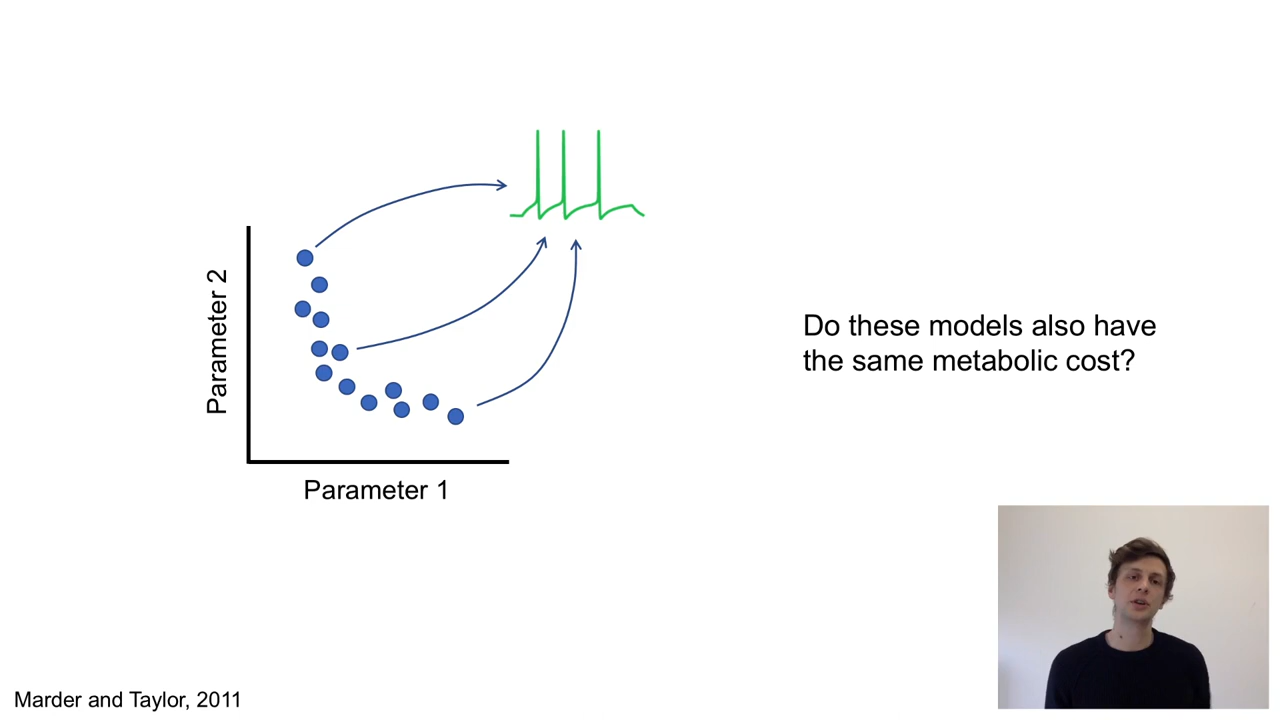 Parameter 2
Parameter 1
Do these models also have
the same metabolic cost?
Marder and Taylor, 2011